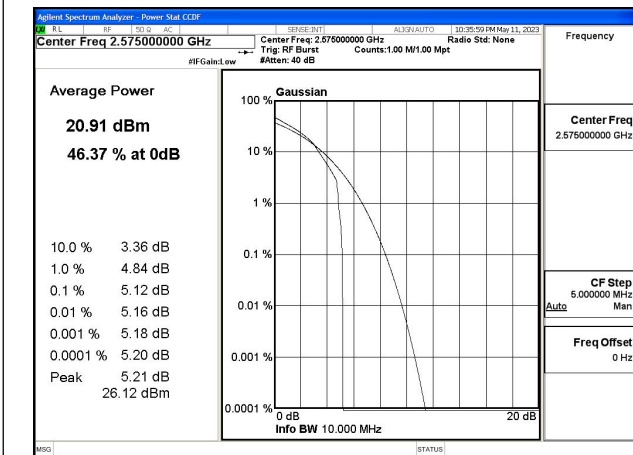 Agilent Spectrum Analyzer - Power Stat CCDF
RL RF 50 Ω AC SENSE:INT ALIGN AUTO 10:35:59 PM May 11, 2023
Center Freq 2.575000000 GHz
Center Freq: 2.575000000 GHz Radio Std: None
Trig: RF Burst Counts:1.00 M/1.00 Mpt
#IFGain:Low #Atten: 40 dB
Frequency
Average Power
20.91 dBm
46.37 % at 0dB
10.0 % 3.36 dB
1.0 % 4.84 dB
0.1 % 5.12 dB
0.01 % 5.16 dB
0.001 % 5.18 dB
0.0001 % 5.20 dB
Peak 5.21 dB
26.12 dBm
Gaussian
100 %
10 %
1 %
0.1 %
0.01 %
0.001 %
0.0001 %
0 dB 20 dB
Info BW 10.000 MHz
Center Freq
2.575000000 GHz
CF Step
5.000000 MHz
Auto Man
Freq Offset
0 Hz
MSG STATUS